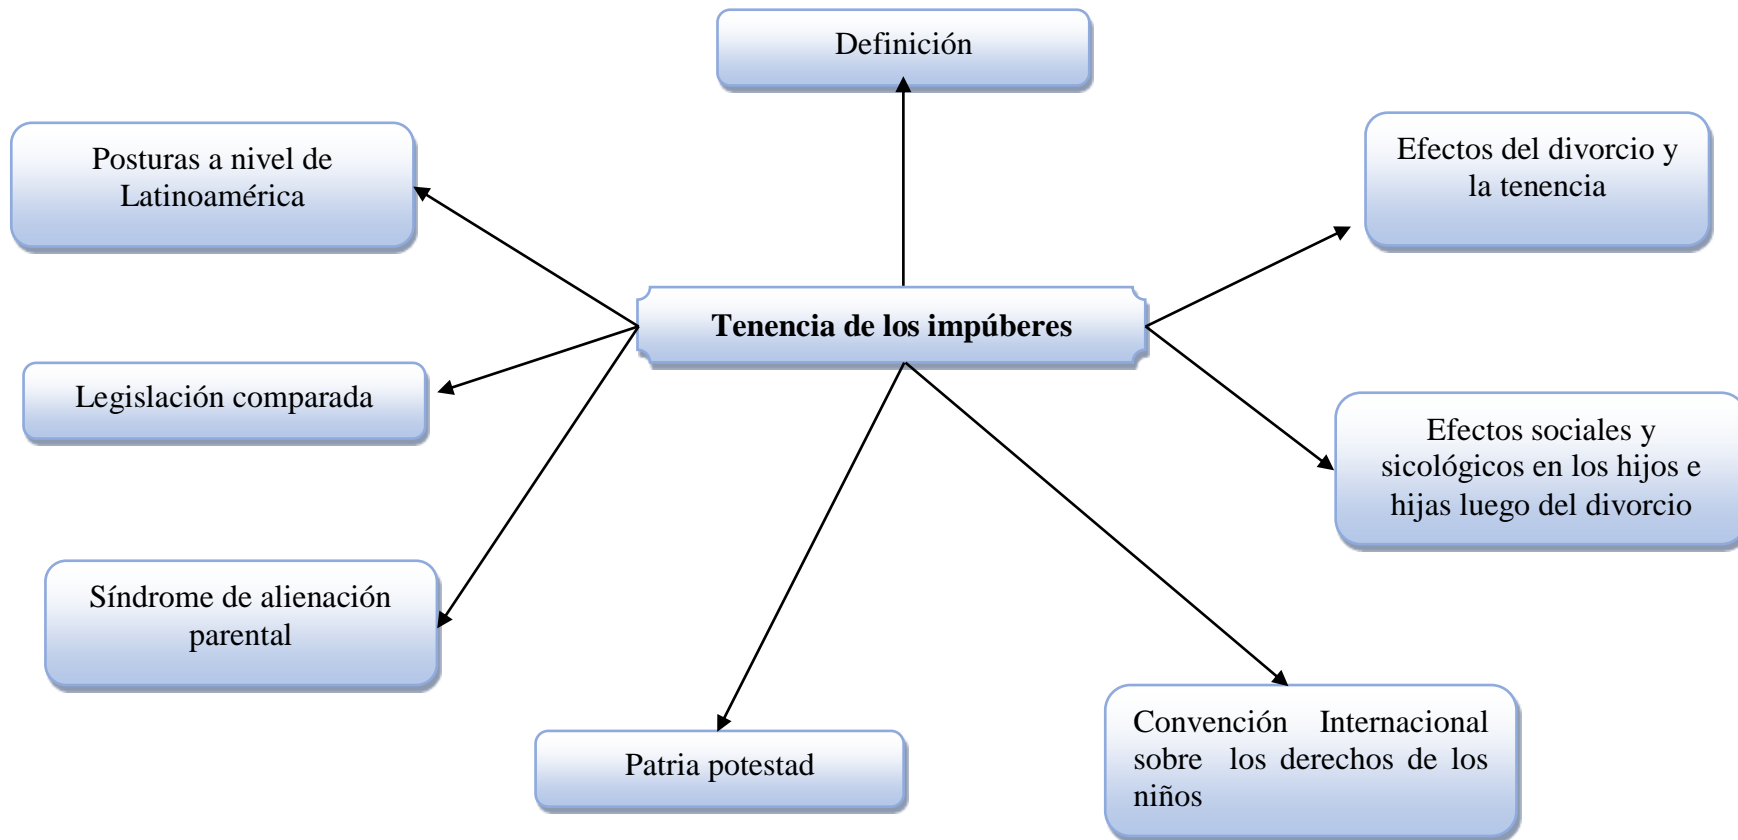 Definición
Posturas a nivel de
Latinoamérica
Efectos del divorcio y
la tenencia
Tenencia de los impúberes
Legislación comparada
Efectos sociales y
sicológicos en los hijos e
hijas luego del divorcio
Síndrome de alienación
parental
Patria potestad
Convención Internacional
sobre los derechos de los
niños